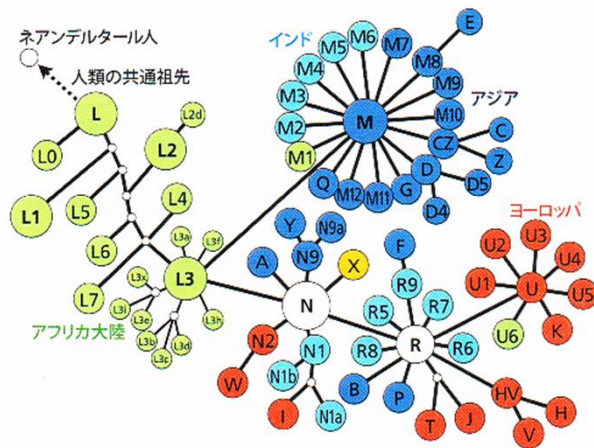 ネアンデルタール人
人類の共通祖先
インド
アジア
ヨーロッパ
アフリカ大陸
L
L0
L1
L2
L2d
L5
L4
L6
L7
L3
L3a
L3f
L3x
L3i
L3e
L3b
L3c
L3d
L3h
M
M1
M2
M3
M4
M5
M6
M7
M8
E
M9
M10
CZ
C
Z
D
D5
D4
G
M11
M12
Q
N
A
Y
N9
N9a
X
N2
W
N1
N1b
I
N1a
R
F
R9
R5
R7
R8
R6
B
P
T
J
U
U1
U2
U3
U4
U5
U6
K
HV
H
V